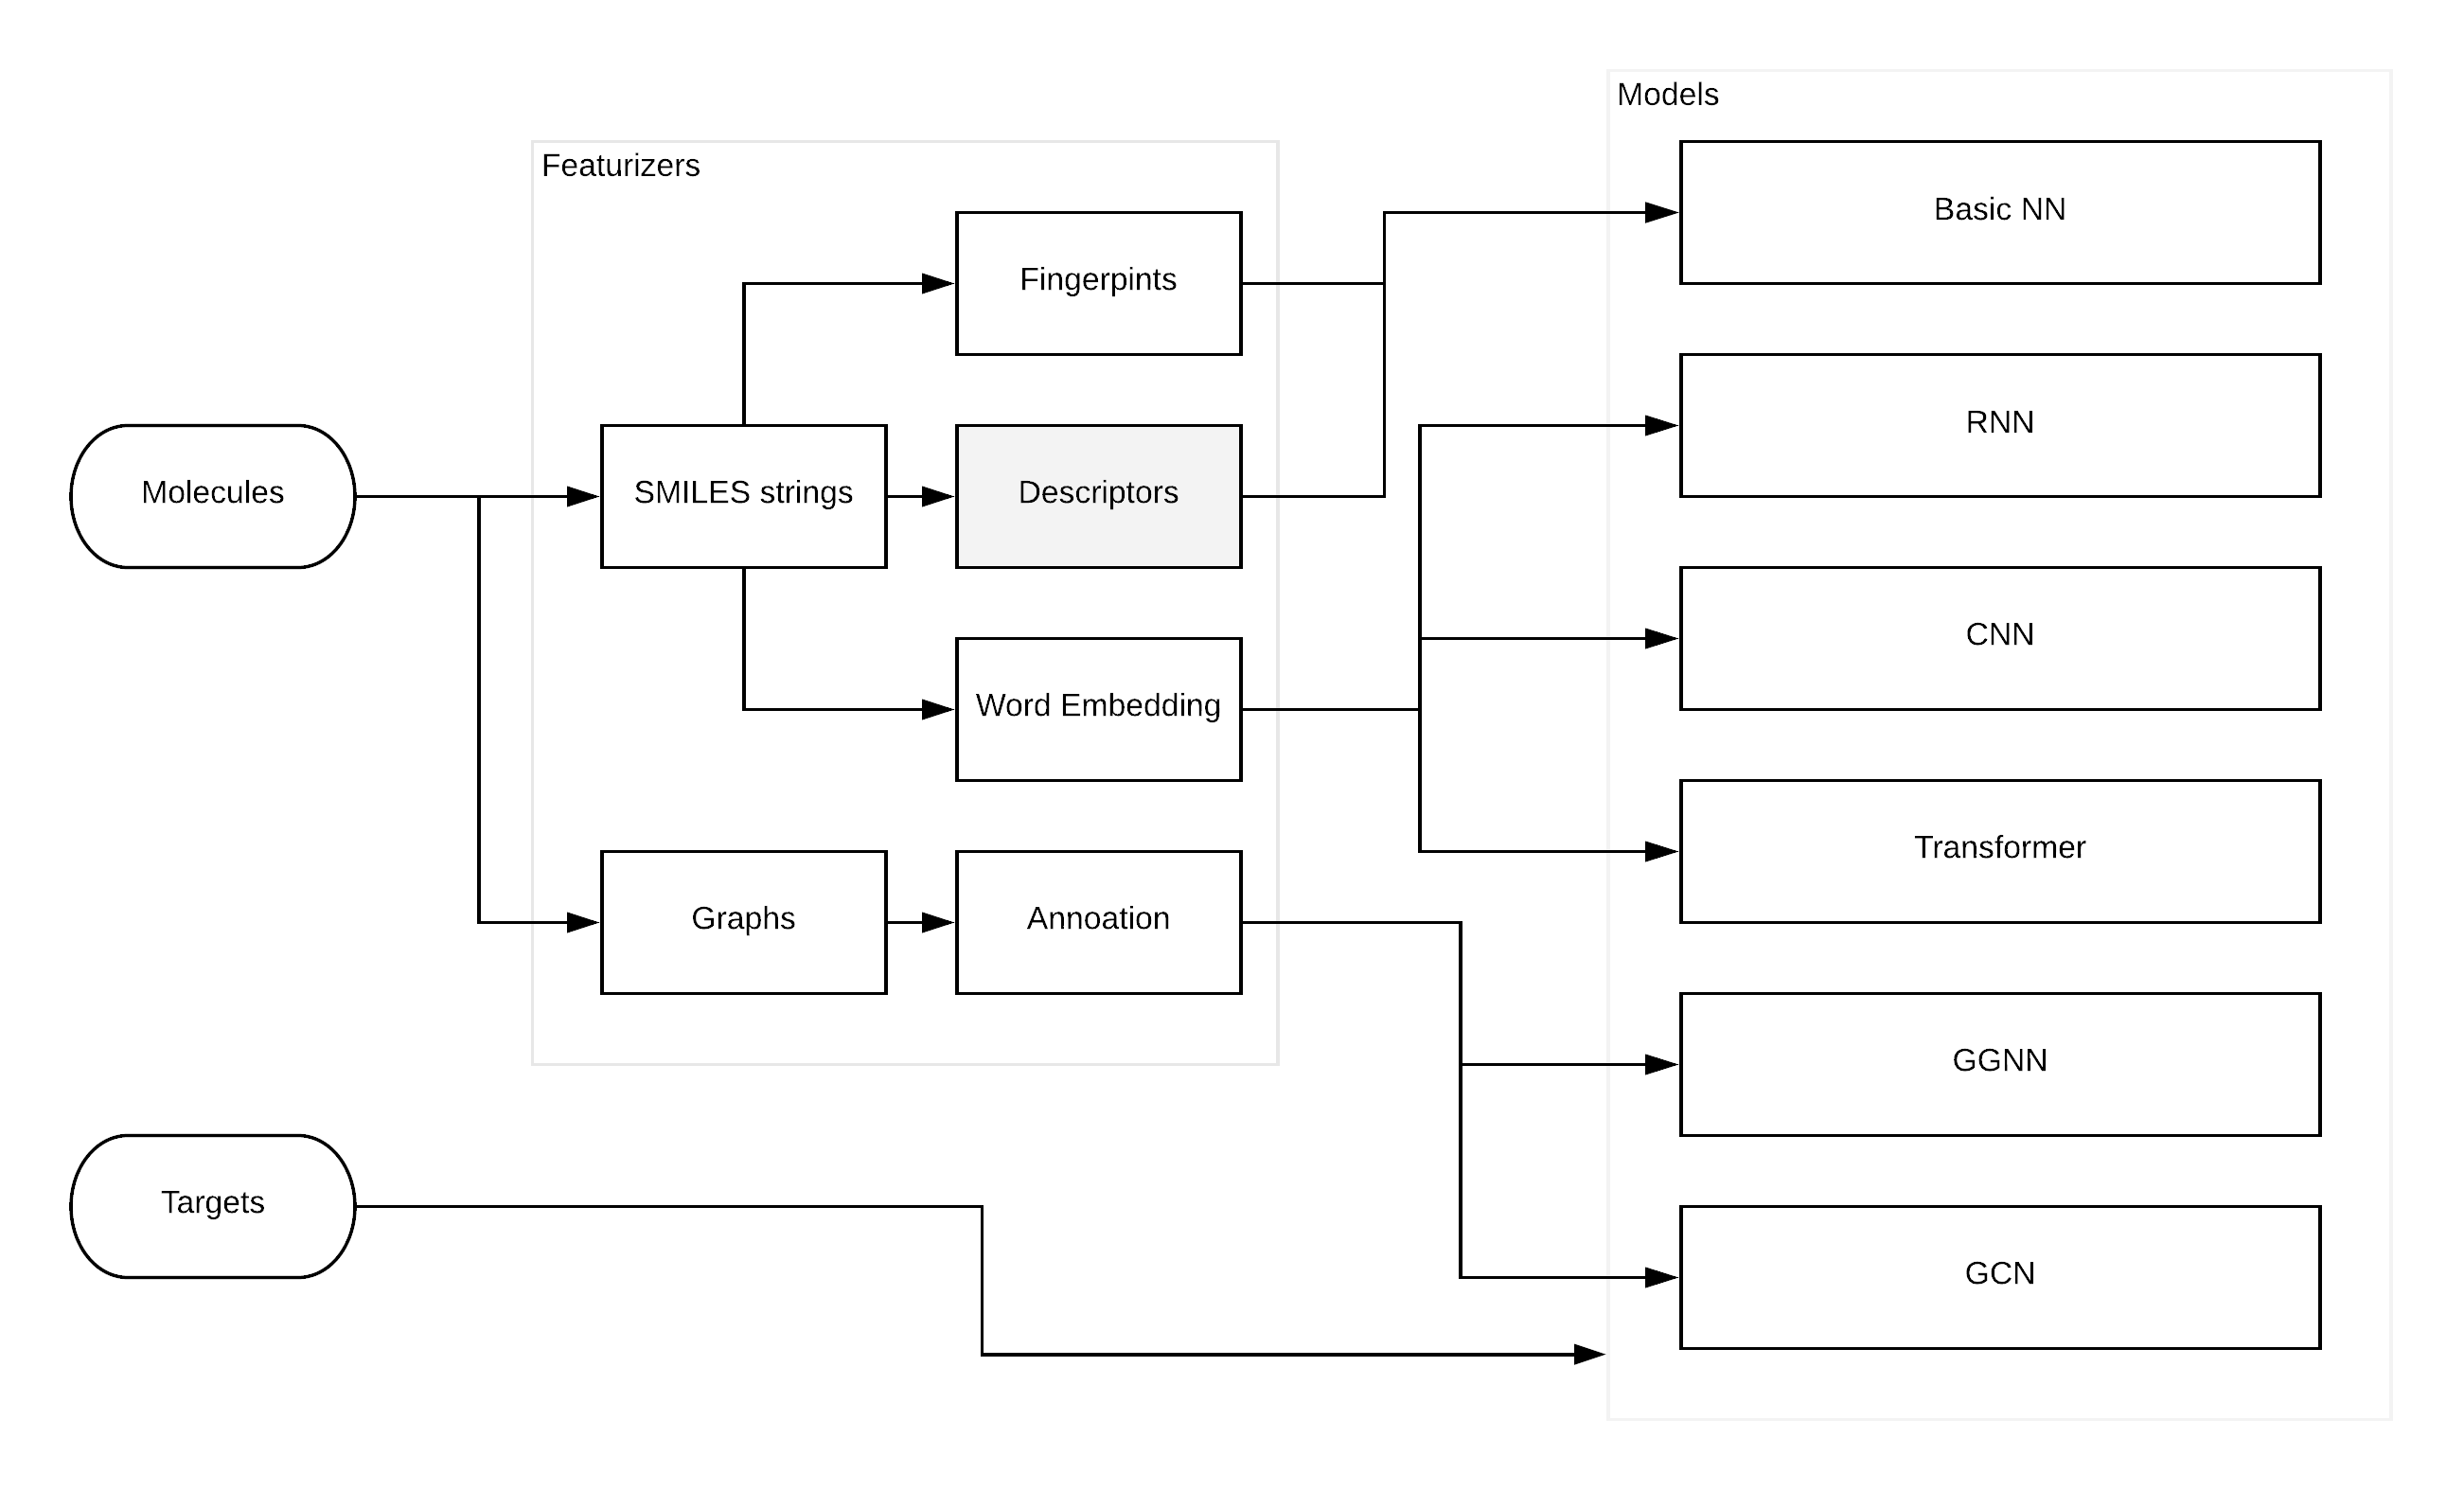 Models
Featurizers
Basic NN
Fingerpints
RNN
Molecules
SMILES strings
Descriptors
CNN
Word Embedding
Transformer
Graphs
Annoation
GGNN
Targets
GCN